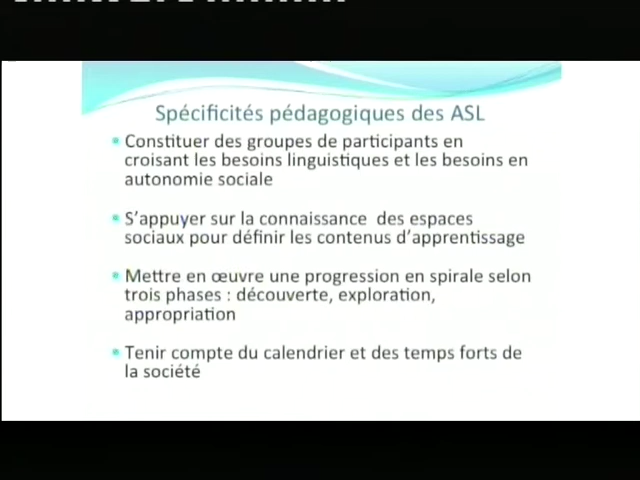 Spécificités pédagogiques des ASL
Constituer des groupes de participants en
croisant les besoins linguistiques et les besoins en
autonomie sociale
S'appuyer sur la connaissance des espaces
sociaux pour définir les contenus d'apprentissage
Mettre en œuvre une progression en spirale selon
trois phases : découverte, exploration,
appropriation
Tenir compte du calendrier et des temps forts de
la société